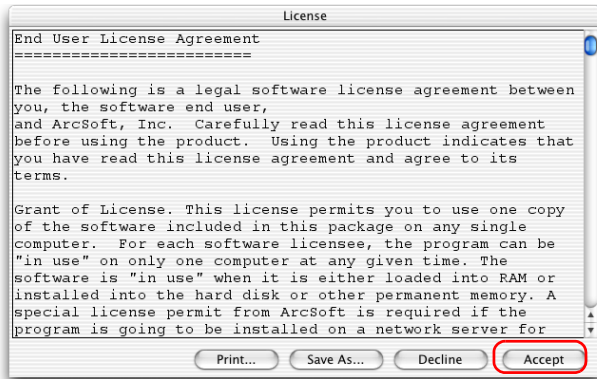 License
End User License Agreement
=========================
The following is a legal software license agreement between
you, the software end user,
and ArcSoft, Inc.  Carefully read this license agreement
before using the product.  Using the product indicates that
you have read this license agreement and agree to its
terms.
Grant of License. This license permits you to use one copy
of the software included in this package on any single
computer.  For each software licensee, the program can be
"in use" on only one computer at any given time. The
software is "in use" when it is either loaded into RAM or
installed into the hard disk or other permanent memory. A
special license permit from ArcSoft is required if the
program is going to be installed on a network server for
Print... Save As... Decline Accept